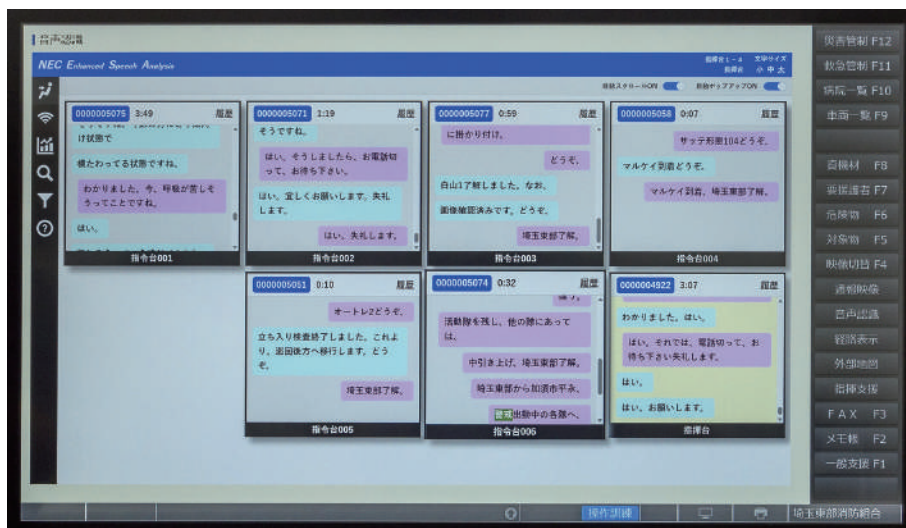 音声認識
NEC Enhanced Speech Analysis
指揮台1-4 文字サイズ
指揮台 小 中 大
自動スクロールON 自動ポップアップON
0000005075 3:49 履歴
け状態で
横たわってる状態ですね。
わかりました。今、呼吸が苦しそ
うってことですね。
はい。
指令台001
0000005071 1:19 履歴
そうですね。
はい。そうしましたら、お電話切
って、お待ち下さい。
はい、宜しくお願いします。失礼
します。
はい、失礼します。
指令台002
0000005077 0:59 履歴
に掛かり付け。
どうぞ。
白山1了解しました。なお、
画像確認済みです。どうぞ。
埼玉東部了解。
指令台003
0000005058 0:07 履歴
サッテ形態104どうぞ。
マルケイ到着どうぞ。
マルケイ到着、埼玉東部了解。
指令台004
0000005051 0:10 履歴
オートレ2どうぞ。
立ち入り検査終了しました。これよ
り、巡回後方へ移行します。どう
ぞ。
埼玉東部了解。
指令台005
0000005074 0:32 履歴
活動隊を残し、他の隊にあって
は、
中引き上げ、埼玉東部了解。
埼玉東部から加須市平永、
警戒出動中の各隊へ、
指令台006
0000004922 3:07 履歴
わかりました。はい。
はい、それでは、電話切って、お
待ち下さい失礼します。
はい。
はい、お願いします。
指揮台
災害管制 F12
救急管制 F11
病院一覧 F10
車両一覧 F9
資機材 F8
要援護者 F7
危険物 F6
対象物 F5
映像切替 F4
通報映像
音声認識
経路表示
外部地図
指揮支援
FAX F3
メモ帳 F2
一般支援 F1
操作訓練
埼玉東部消防組合